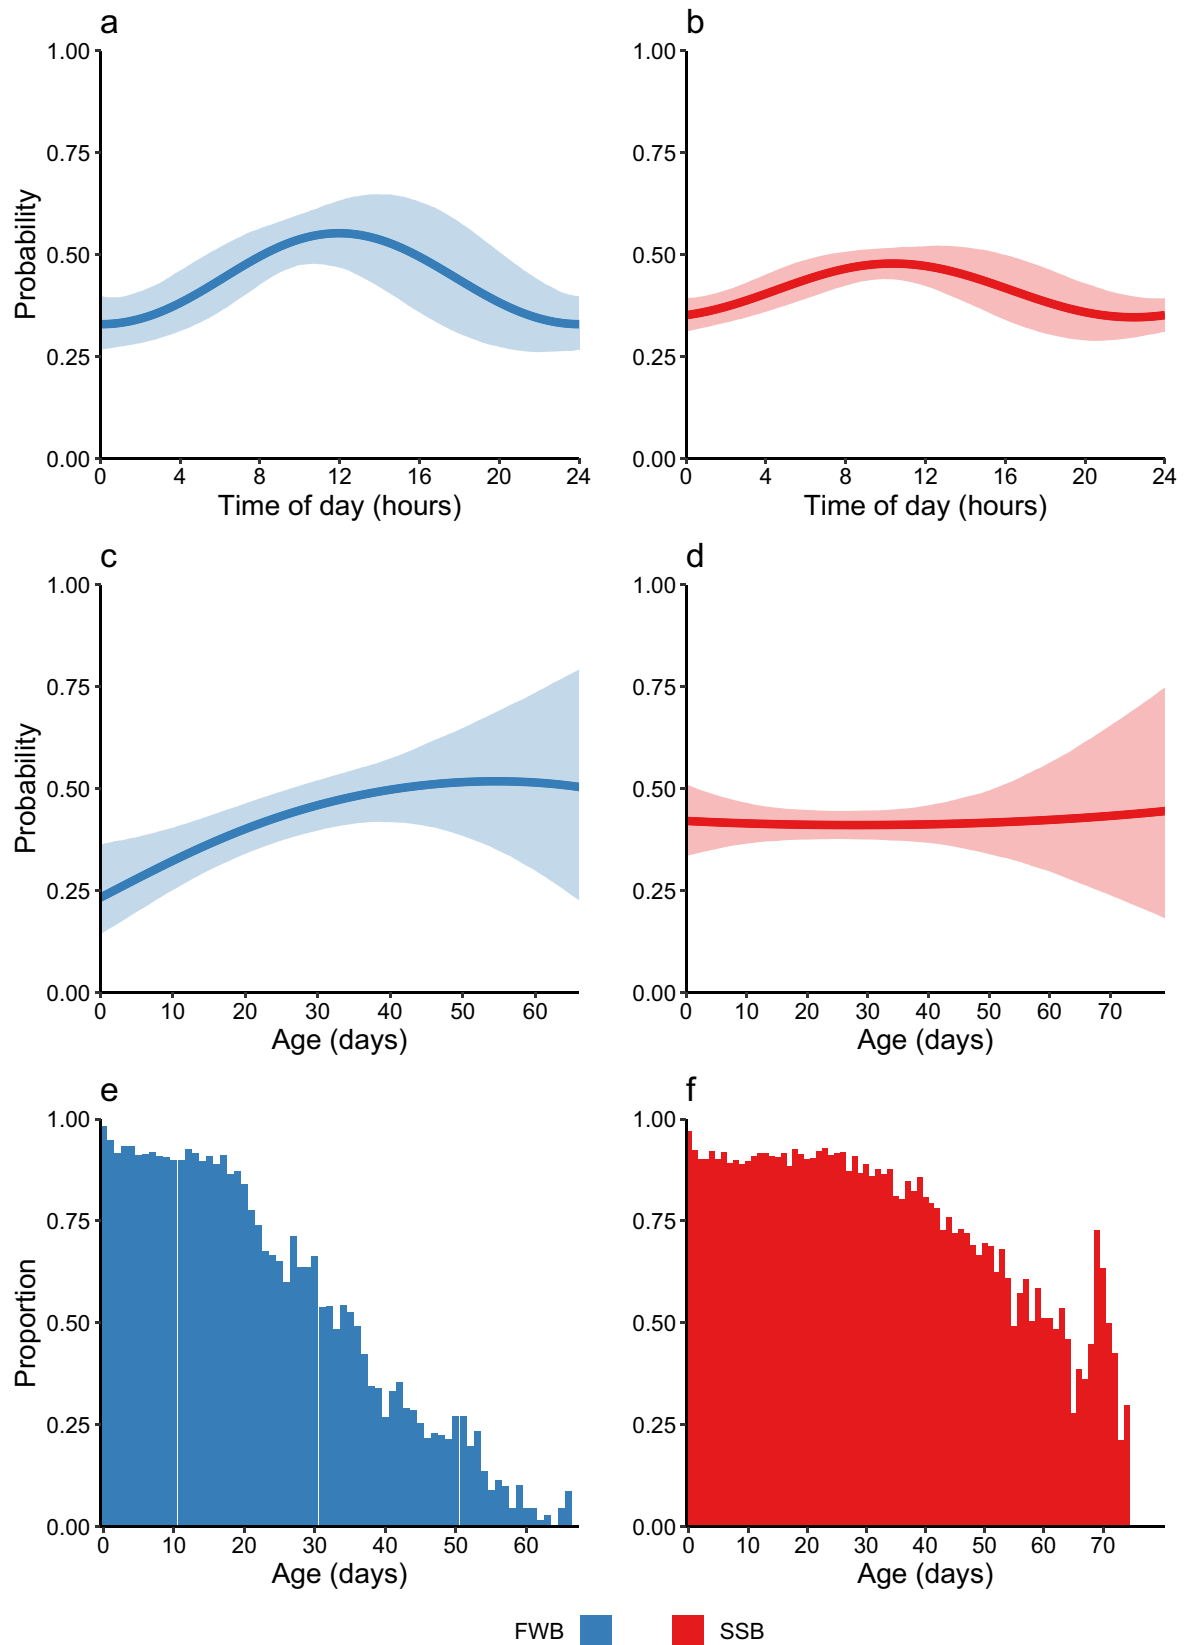 a
1.00
0.75
0.50
0.25
0.00
Probability
0 4 8 12 16 20 24
Time of day (hours)
b
1.00
0.75
0.50
0.25
0.00
0 4 8 12 16 20 24
Time of day (hours)
c
1.00
0.75
0.50
0.25
0.00
Probability
0 10 20 30 40 50 60
Age (days)
d
1.00
0.75
0.50
0.25
0.00
0 10 20 30 40 50 60 70
Age (days)
e
1.00
0.75
0.50
0.25
0.00
Proportion
0 10 20 30 40 50 60
Age (days)
f
1.00
0.75
0.50
0.25
0.00
0 10 20 30 40 50 60 70
Age (days)
FWB SSB